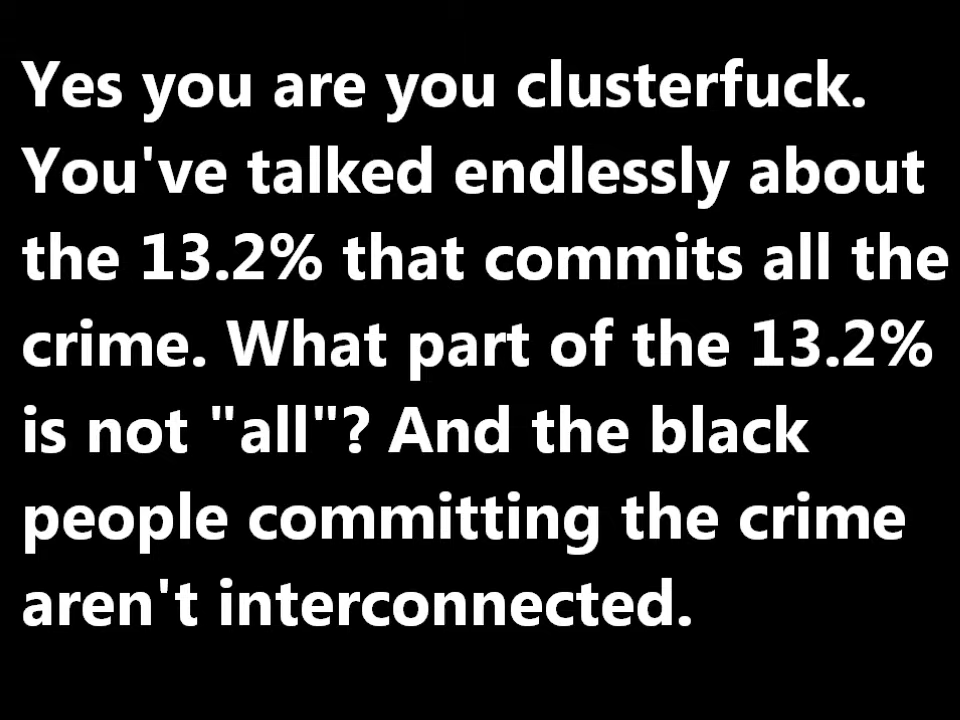 Yes you are you clusterfuck.
You've talked endlessly about
the 13.2% that commits all the
crime. What part of the 13.2%
is not "all"? And the black
people committing the crime
aren't interconnected.